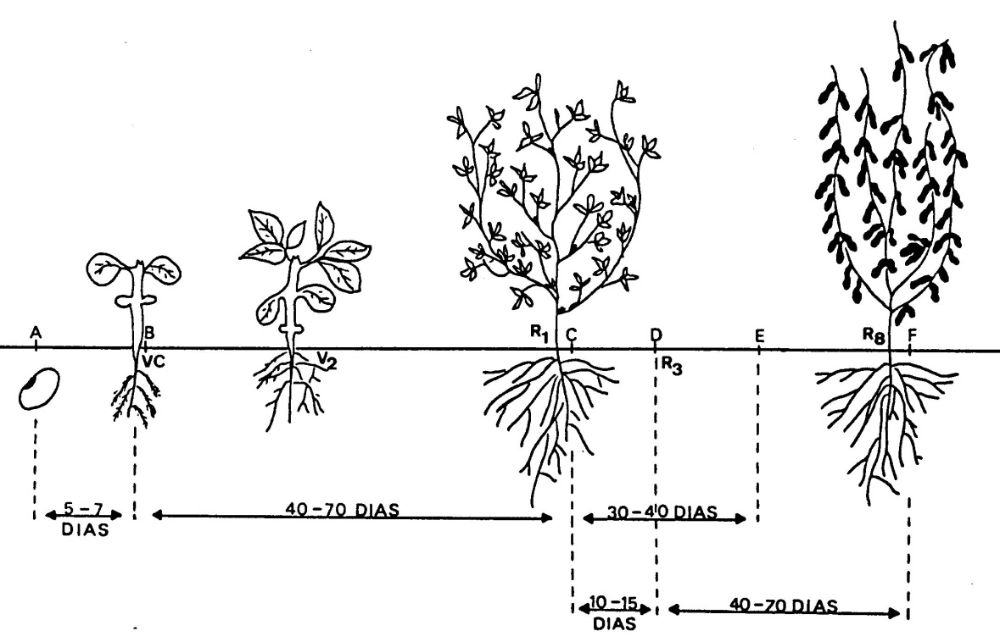 A
B
VC
V2
R1
C
D
R3
E
R8
F
5-7
DIAS
40-70 DIAS
30-40 DIAS
10-15
DIAS
40-70 DIAS